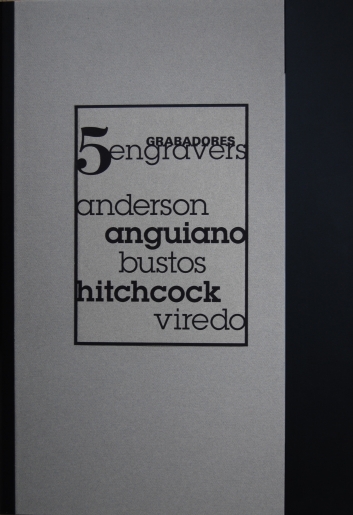 GRABADORES
5 engravers
anderson
anguiano
bustos
hitchcock
viredo